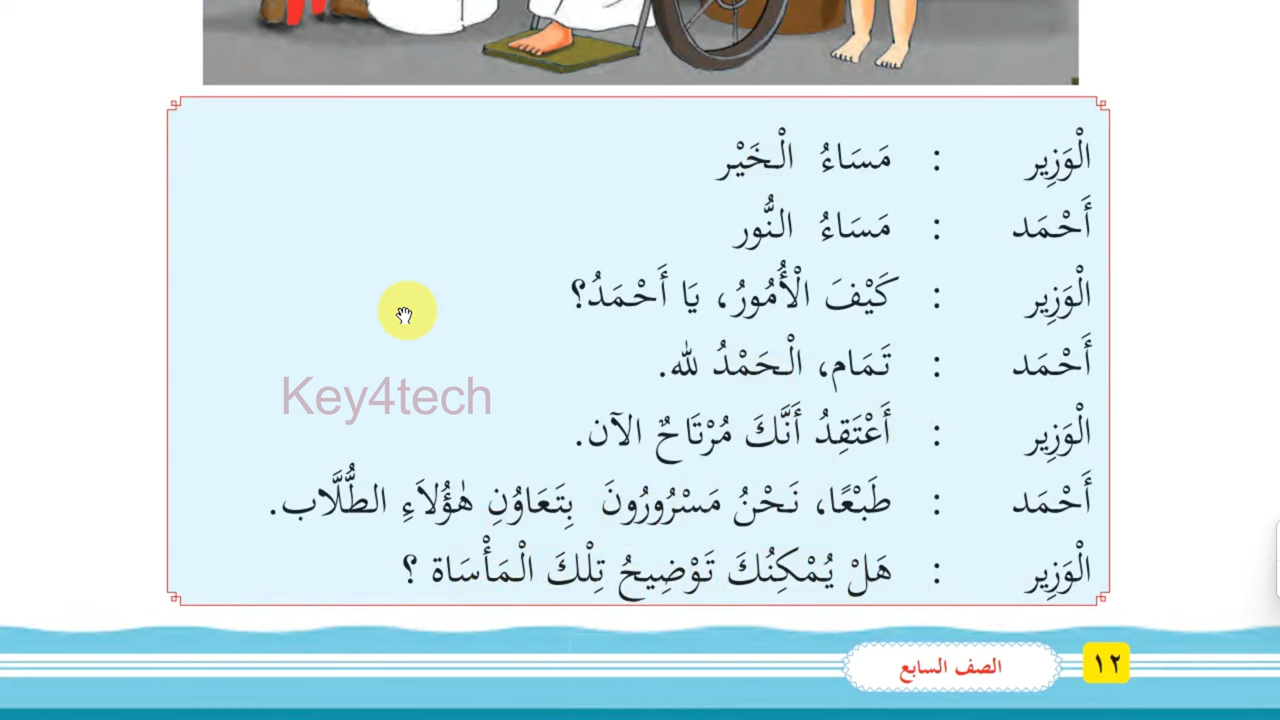 الْوَزِير : مَسَاءُ الْخَيْر
أَحْمَد : مَسَاءُ النُّور
الْوَزِير : كَيْفَ الْأُمُورُ، يَا أَحْمَدُ؟
أَحْمَد : تَمَام، الْحَمْدُ لله.
الْوَزِير : أَعْتَقِدُ أَنَّكَ مُرْتَاحٌ الآن.
أَحْمَد : طَبْعًا، نَحْنُ مَسْرُورُونَ بِتَعَاوُنِ هٰؤُلاَءِ الطُّلَّاب.
الْوَزِير : هَلْ يُمْكِنُكَ تَوْضِيحُ تِلْكَ الْمَأْسَاة ؟
Key4tech
الصف السابع
١٢